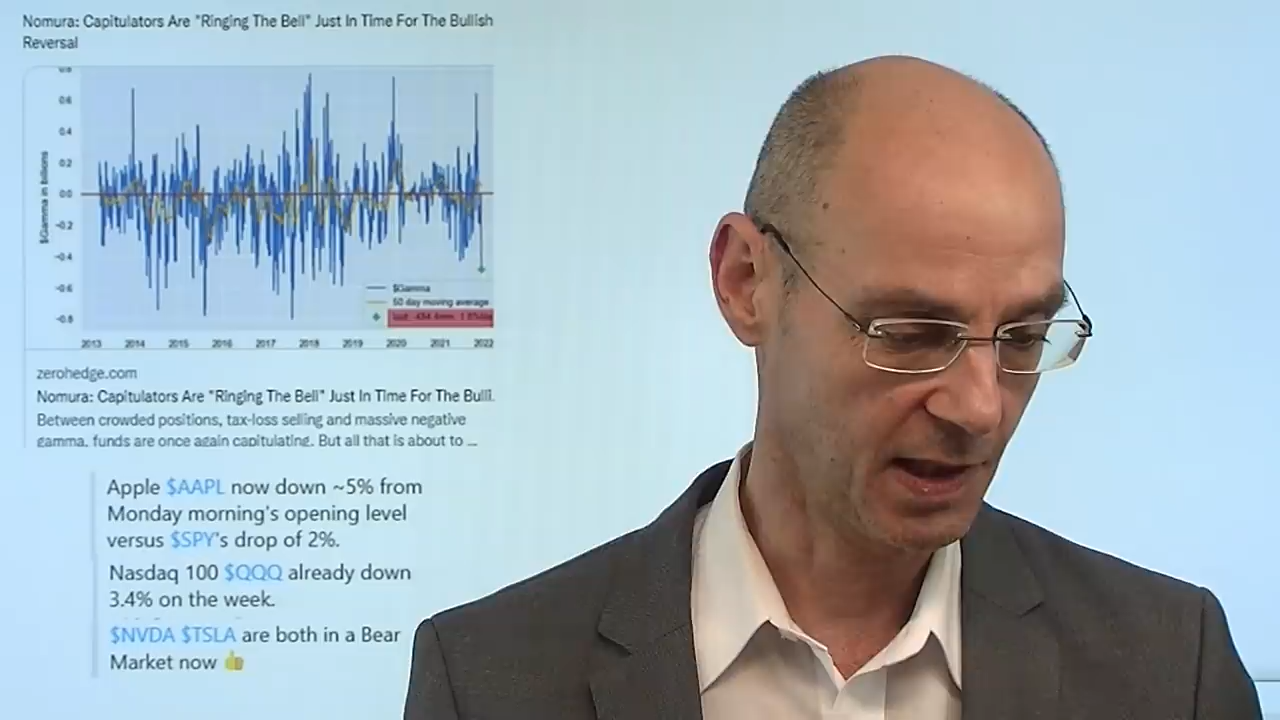 Nomura: Capitulators Are "Ringing The Bell" Just In Time For The Bullish
Reversal
0.6
0.4
0.2
0.0
-0.2
-0.4
-0.6
-0.8
$Gamma in billions
$Gamma
50 day moving average
2013 2014 2015 2016 2017 2018 2019 2020 2021 2022
zerohedge.com
Nomura: Capitulators Are "Ringing The Bell" Just In Time For The Bulli.
Between crowded positions, tax-loss selling and massive negative
gamma, funds are once again capitulating. But all that is about to ...
Apple $AAPL now down ~5% from
Monday morning's opening level
versus $SPY's drop of 2%.
Nasdaq 100 $QQQ already down
3.4% on the week.
$NVDA $TSLA are both in a Bear
Market now 👍